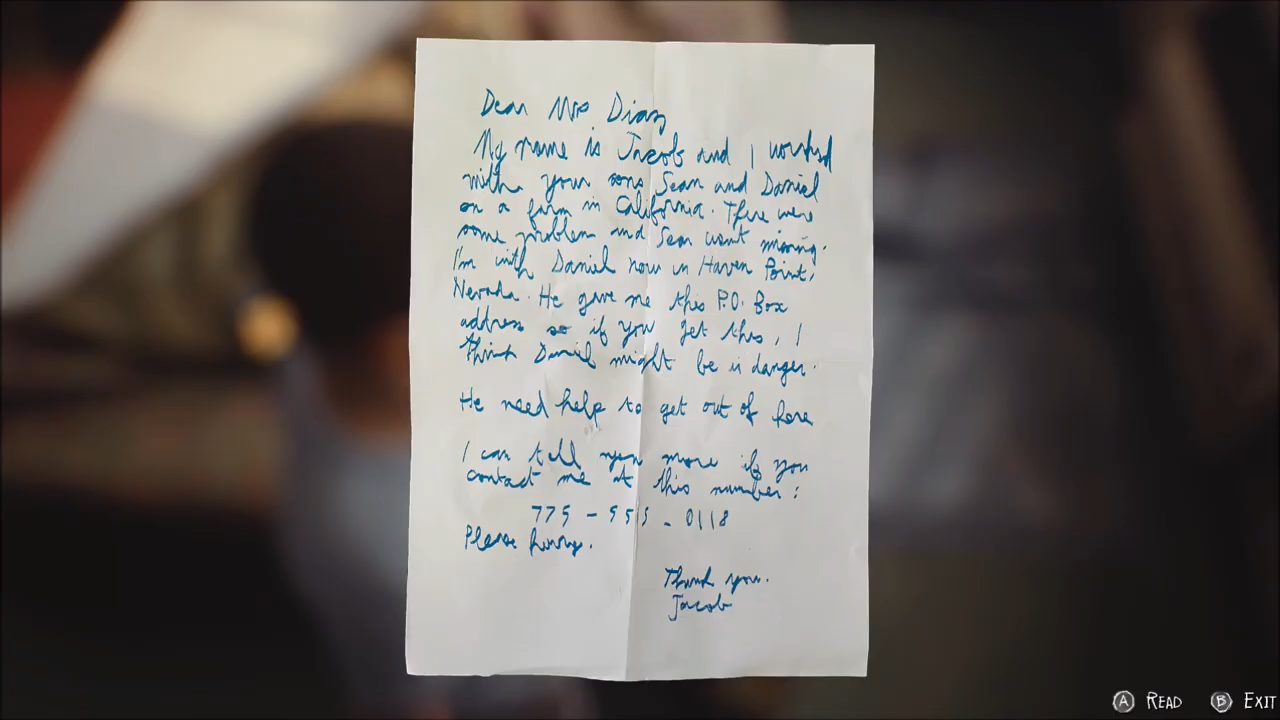 Dear Mrs Diaz
My name is Jacob and I worked
with your sons Sean and Daniel
on a farm in California. There were
some problem and Sean went missing.
I'm with Daniel now in Haven Point,
Nevada. He gave me this P.O. Box
address so if you get this, I
think Daniel might be in danger.
He need help to get out of here
I can tell you more if you
contact me at this number:
775-555-0118
Please hurry.
Thank you.
Jacob
A READ B EXIT